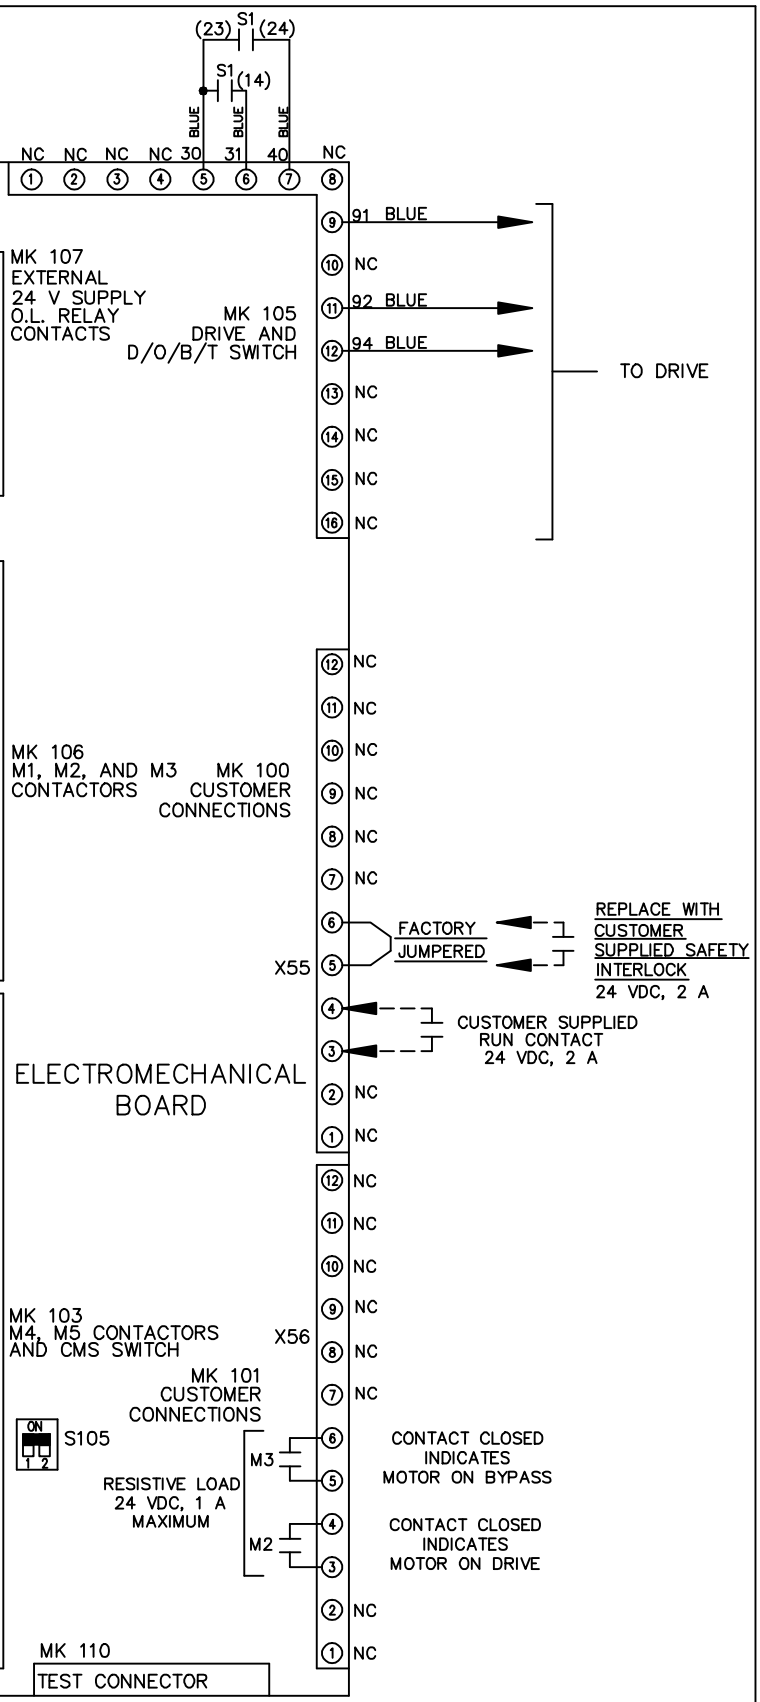 S1
(23) (24)
S1
(14)
BLUE BLUE BLUE
NC NC NC NC 30 31 40 NC
1 2 3 4 5 6 7 8
9 91 BLUE
MK 107
EXTERNAL
24 V SUPPLY
O.L. RELAY
CONTACTS
10 NC
MK 105
DRIVE AND
D/O/B/T SWITCH
11 92 BLUE
12 94 BLUE
TO DRIVE
13 NC
14 NC
15 NC
16 NC
12 NC
11 NC
10 NC
MK 106
M1, M2, AND M3
CONTACTORS
MK 100
CUSTOMER
CONNECTIONS
9 NC
8 NC
7 NC
6
FACTORY
JUMPERED
REPLACE WITH
CUSTOMER
SUPPLIED SAFETY
INTERLOCK
24 VDC, 2 A
X55 5
4
CUSTOMER SUPPLIED
RUN CONTACT
24 VDC, 2 A
3
ELECTROMECHANICAL
BOARD
2 NC
1 NC
12 NC
11 NC
10 NC
9 NC
MK 103
M4, M5 CONTACTORS
AND CMS SWITCH
X56
8 NC
MK 101
CUSTOMER
CONNECTIONS
7 NC
ON
1 2
S105
6
M3
5
CONTACT CLOSED
INDICATES
MOTOR ON BYPASS
RESISTIVE LOAD
24 VDC, 1 A
MAXIMUM
4
M2
3
CONTACT CLOSED
INDICATES
MOTOR ON DRIVE
2 NC
1 NC
MK 110
TEST CONNECTOR